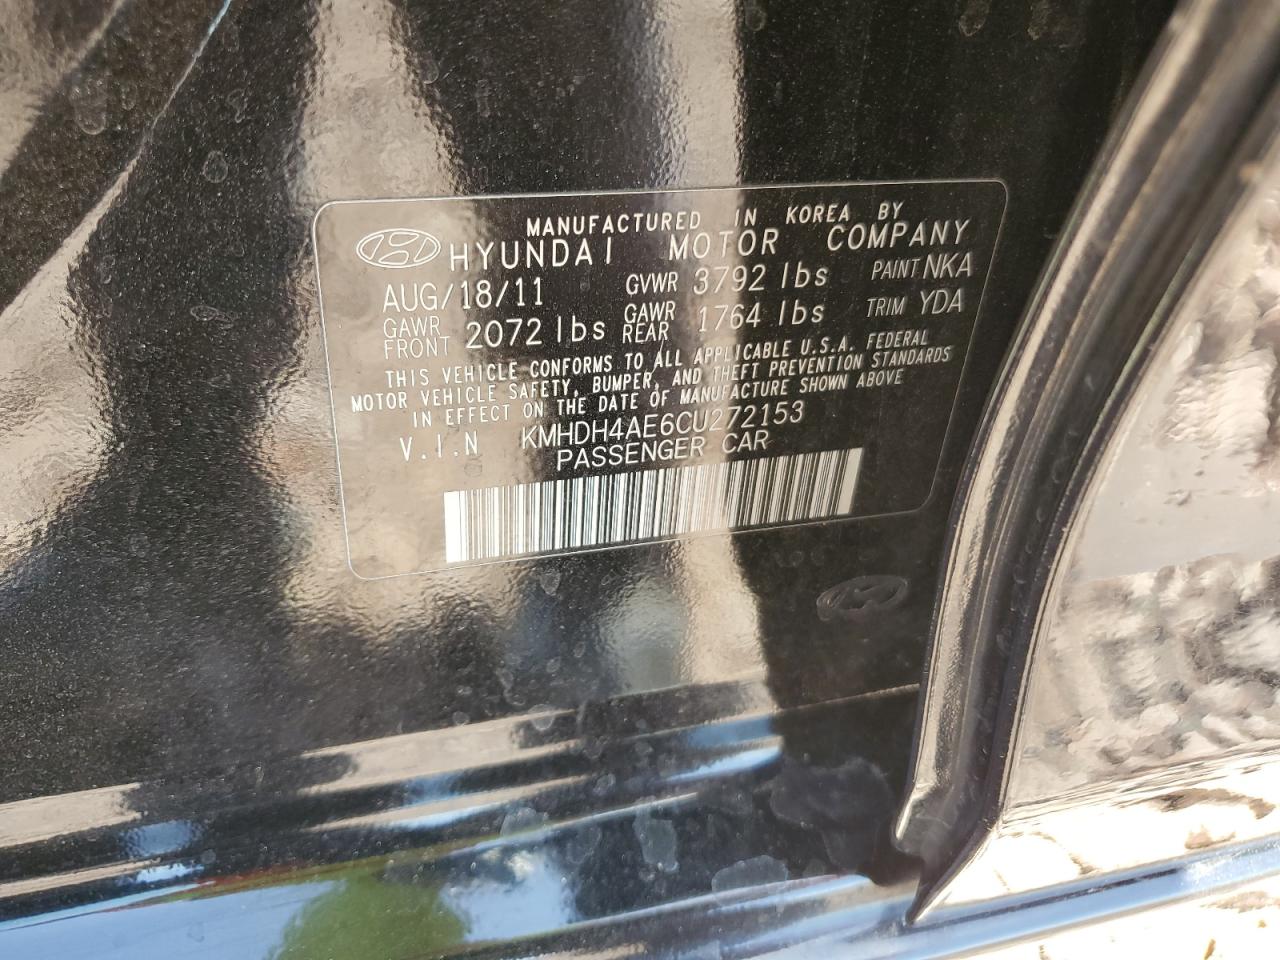 MANUFACTURED IN KOREA BY
HYUNDAI MOTOR COMPANY
AUG/18/11 GVWR 3792 lbs PAINT NKA
GAWR FRONT 2072 lbs GAWR REAR 1764 lbs TRIM YDA
THIS VEHICLE CONFORMS TO ALL APPLICABLE U.S.A. FEDERAL
MOTOR VEHICLE SAFETY, BUMPER, AND THEFT PREVENTION STANDARDS
IN EFFECT ON THE DATE OF MANUFACTURE SHOWN ABOVE
V.I.N KMHDH4AE6CU272153
PASSENGER CAR